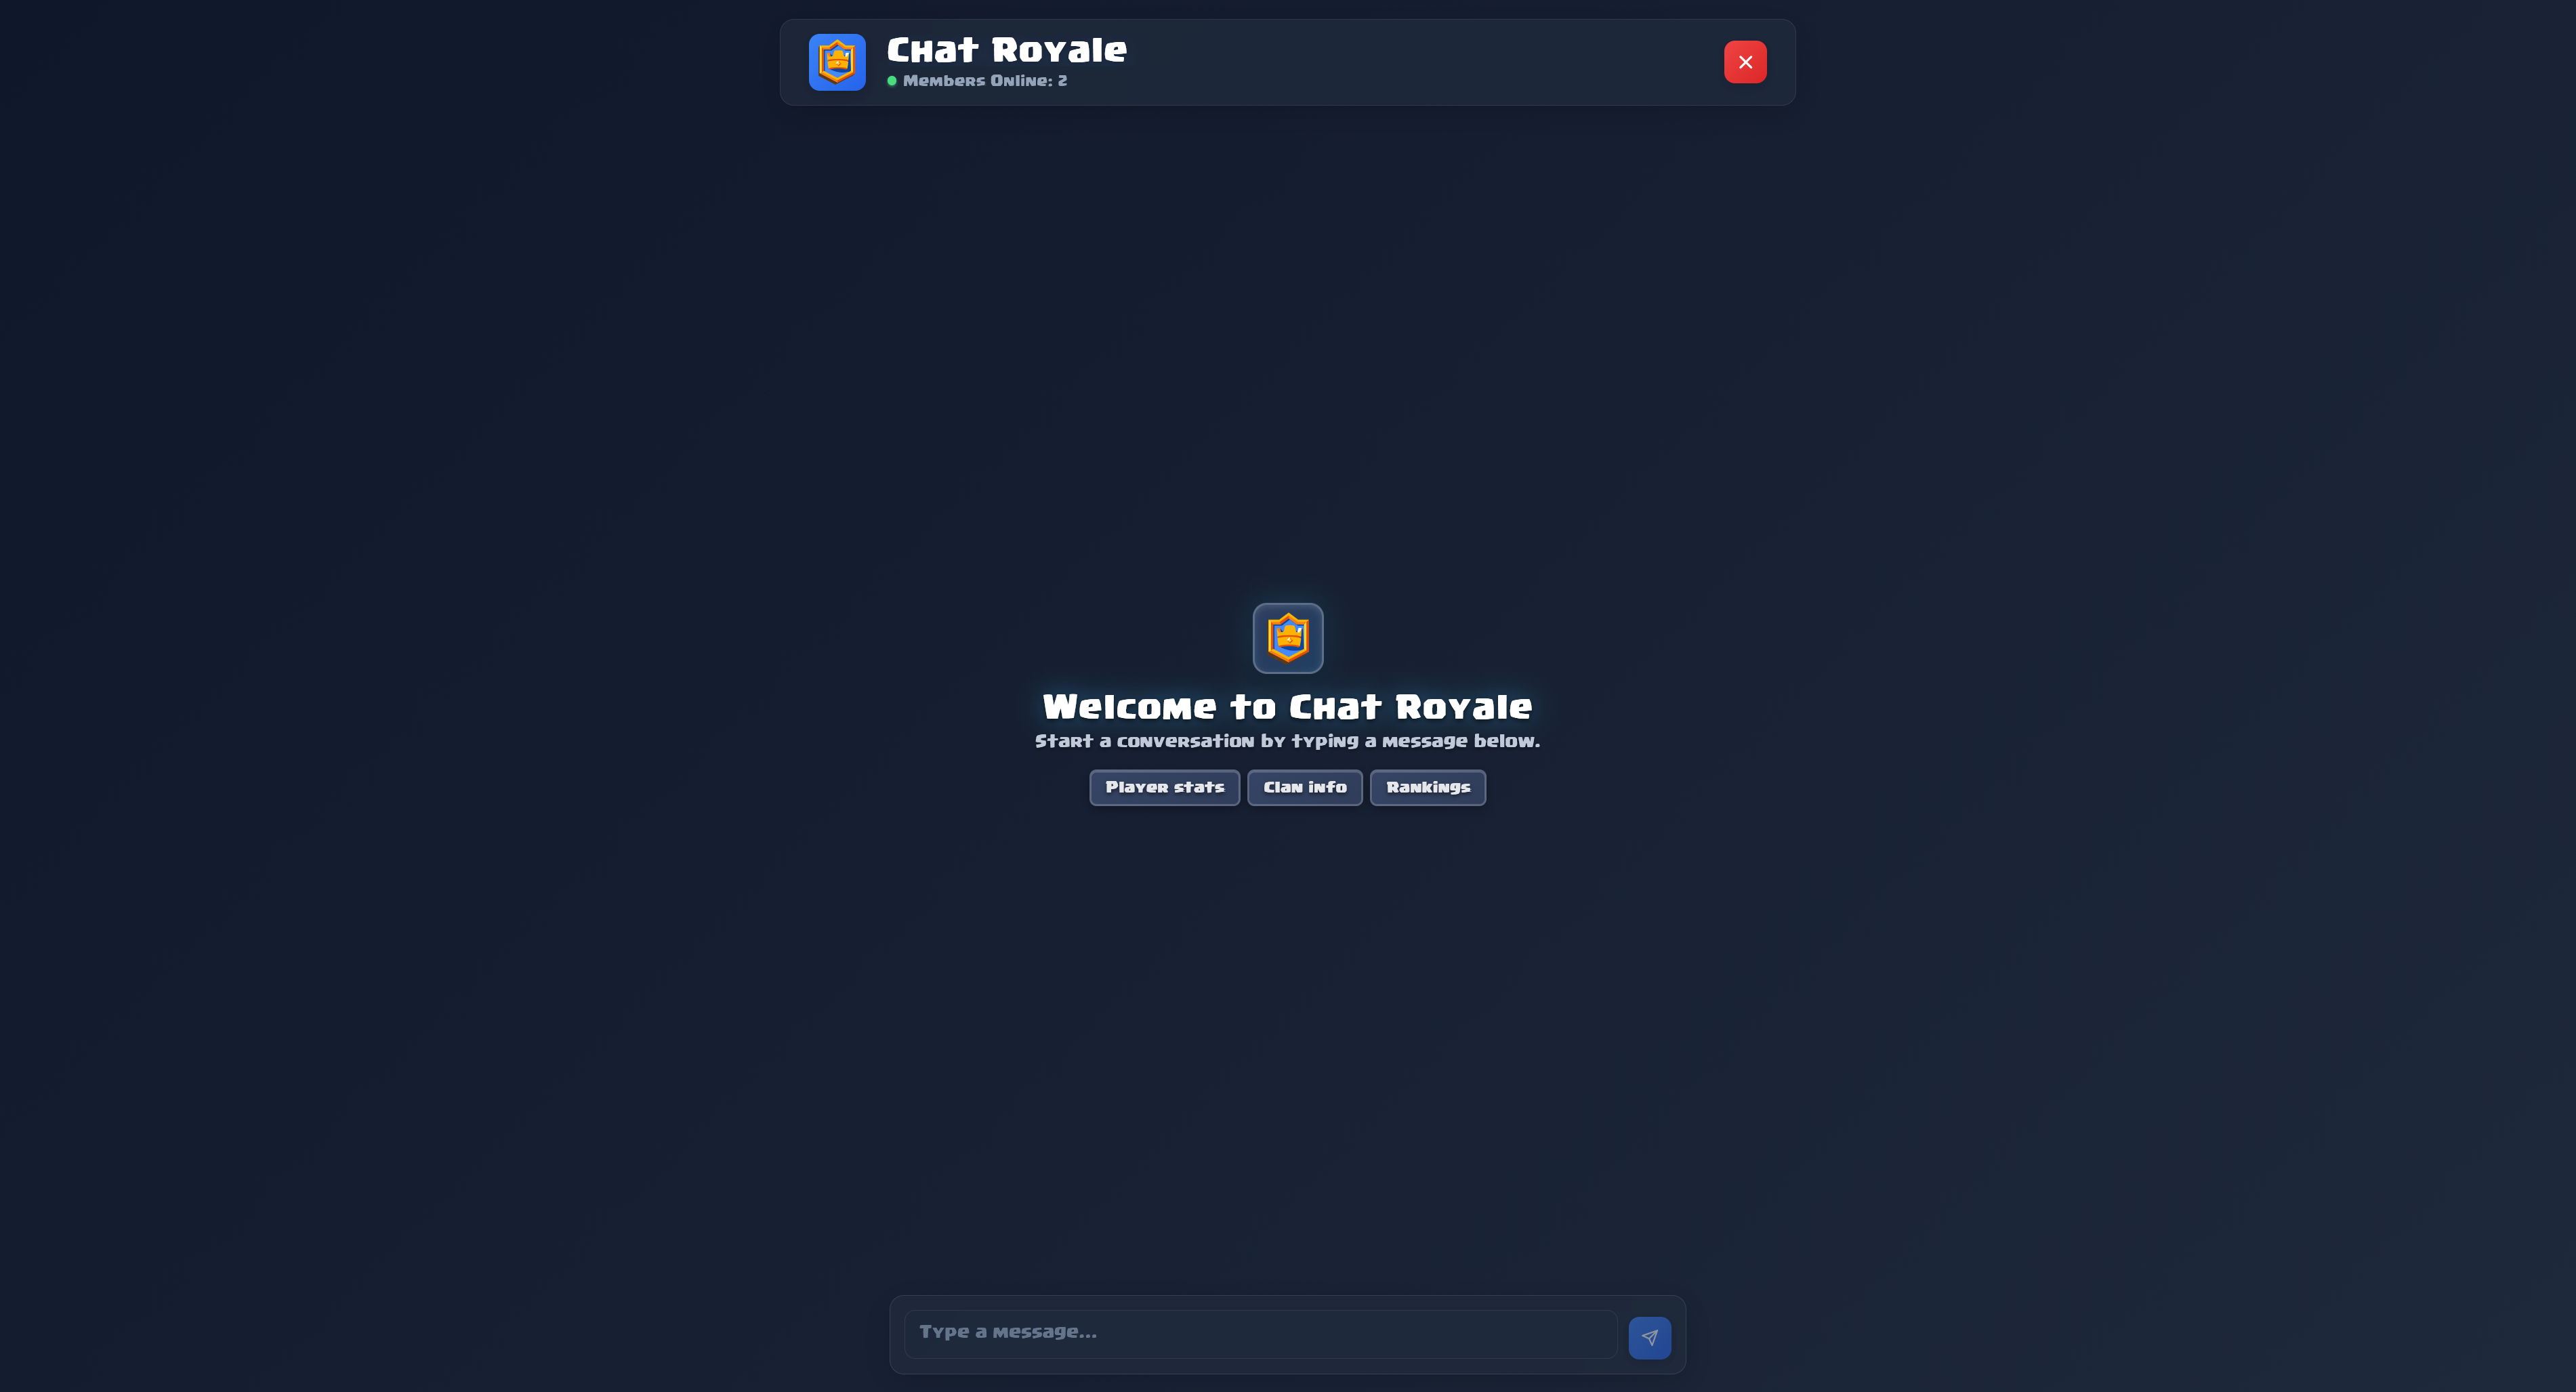 Chat Royale
Members Online: 2
Welcome to Chat Royale
Start a conversation by typing a message below.
Player stats
Clan info
Rankings
Type a message...